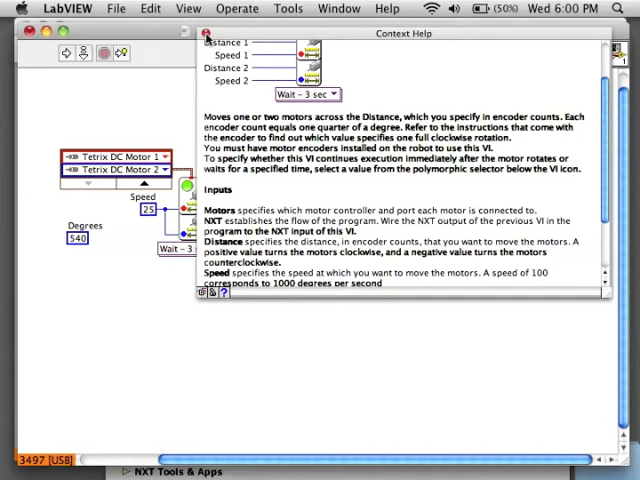 LabVIEW File Edit View Operate Tools Window Help (50%) Wed 6:00 PM
Context Help
Distance 1
Speed 1
Distance 2
Speed 2
Wait - 3 sec
Moves one or two motors across the Distance, which you specify in encoder counts. Each
encoder count equals one quarter of a degree. Refer to the instructions that come with
the encoder to find out which value specifies one full clockwise rotation.
You must have motor encoders installed on the robot to use this VI.
To specify whether this VI continues execution immediately after the motor rotates or
waits for a specified time, select a value from the polymorphic selector below the VI icon.
Inputs
Motors specifies which motor controller and port each motor is connected to.
NXT establishes the flow of the program. Wire the NXT output of the previous VI in the
program to the NXT input of this VI.
Distance specifies the distance, in encoder counts, that you want to move the motors. A
positive value turns the motors clockwise, and a negative value turns the motors
counterclockwise.
Speed specifies the speed at which you want to move the motors. A speed of 100
corresponds to 1000 degrees per second
Tetrix DC Motor 1
Tetrix DC Motor 2
Speed
25
Degrees
540
Wait - 3 s
1
3497 [USB]
NXT Tools & Apps